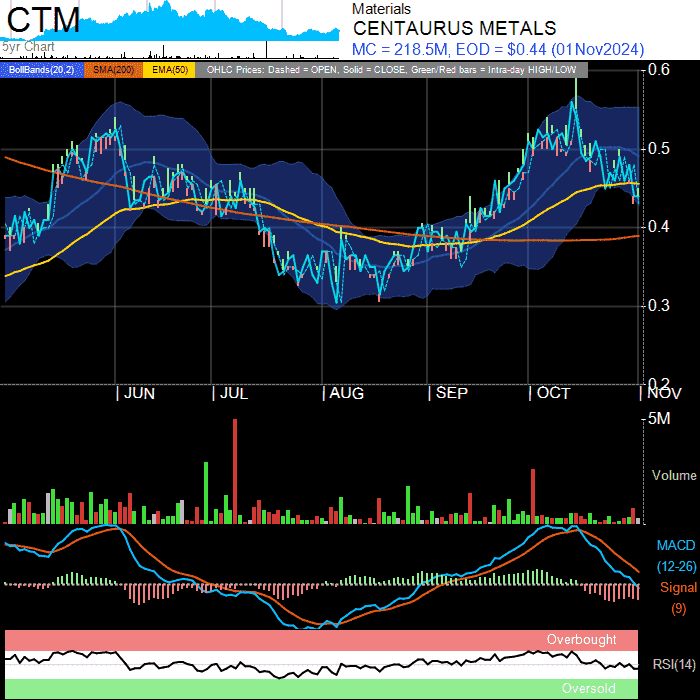 CTM
5yr Chart
Materials
CENTAURUS METALS
MC = 218.5M, EOD = $0.44 (01Nov2024)
BollBands(20,2) SMA(200) EMA(50) OHLC Prices: Dashed = OPEN, Solid = CLOSE, Green/Red bars = Intra-day HIGH/LOW
0.6
0.5
0.4
0.3
0.2
JUN JUL AUG SEP OCT NOV
5M
Volume
MACD
(12-26)
Signal
(9)
Overbought
RSI(14)
Oversold